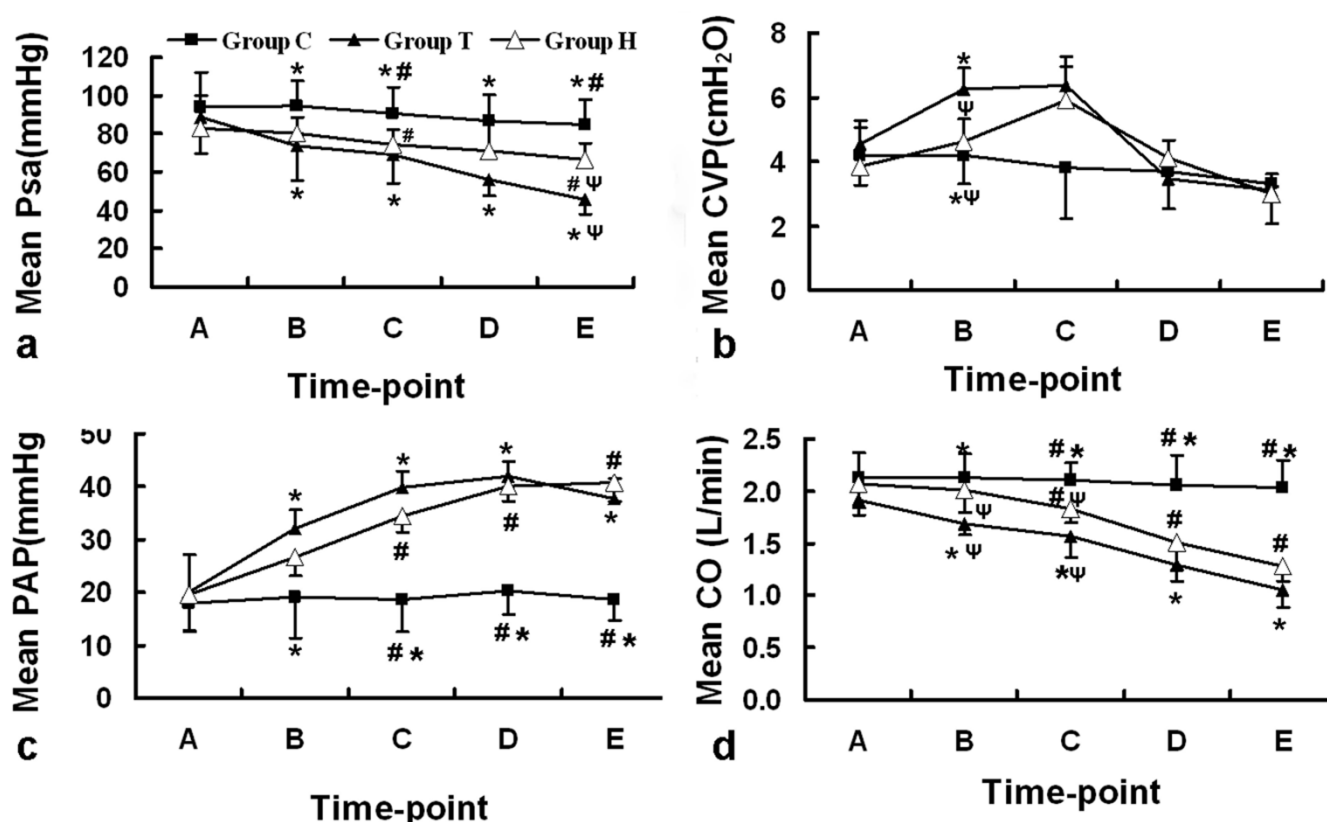 Group C Group T Group H
Mean Psa(mmHg)
120
100
80
60
40
20
0
* *# * *#
#
# Ψ
* * * * Ψ
A B C D E
a
Time-point
Mean CVP(cmH₂O)
8
6
4
2
0
*
Ψ
*Ψ
A B C D E
b
Time-point
Mean PAP(mmHg
50
40
30
20
10
0
* * * #
# # *
* #* #* #*
A B C D E
c
Time-point
Mean CO (L/min)
2.5
2.0
1.5
1.0
0.5
0.0
* #* #* #*
Ψ #Ψ # #
*Ψ *Ψ * *
A B C D E
d
Time-point